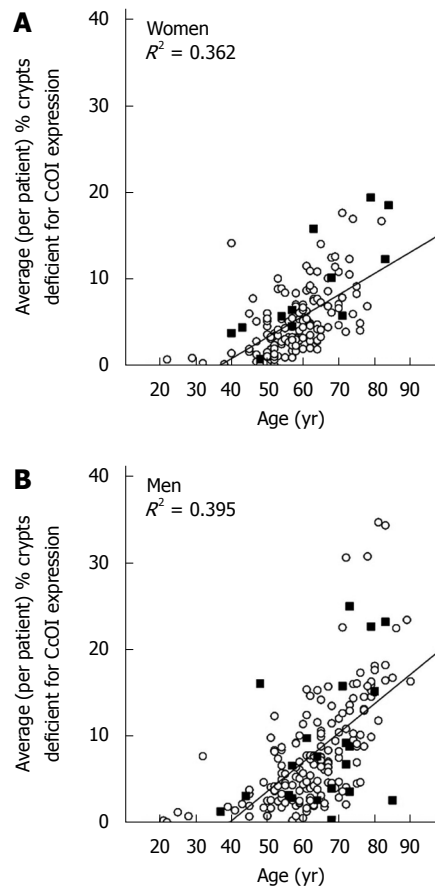 A
Women
R² = 0.362
Average (per patient) % crypts
deficient for CcOI expression
40
30
20
10
0
20 30 40 50 60 70 80 90
Age (yr)
B
Men
R² = 0.395
Average (per patient) % crypts
deficient for CcOI expression
40
30
20
10
0
20 30 40 50 60 70 80 90
Age (yr)